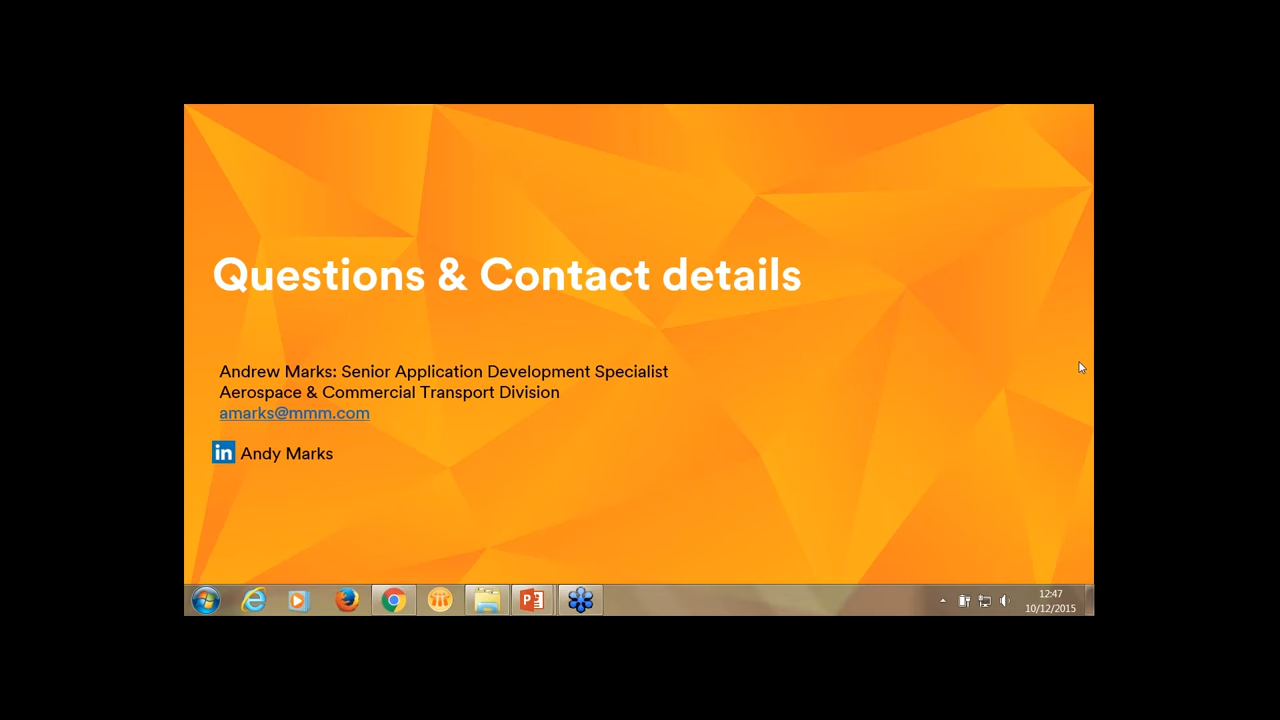 Questions & Contact details
Andrew Marks: Senior Application Development Specialist
Aerospace & Commercial Transport Division
amarks@mmm.com
in Andy Marks
12:47
10/12/2015